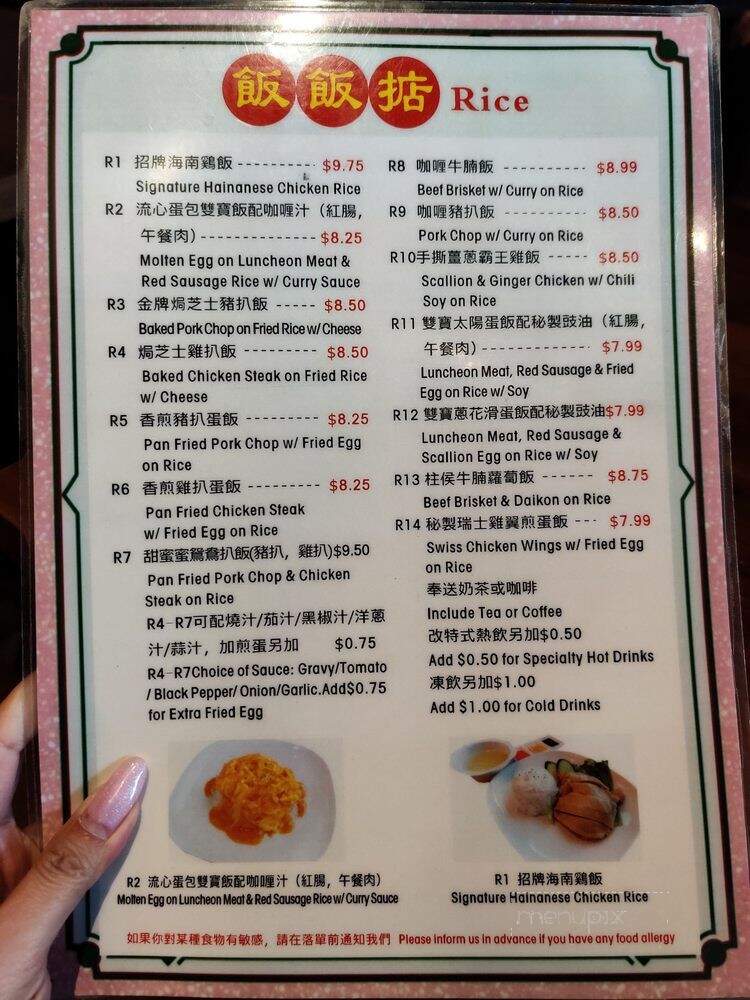 飯飯掂 Rice
R1 招牌海南鷄飯 ---------- $9.75
Signature Hainanese Chicken Rice
R2 流心蛋包雙寶飯配咖喱汁（紅腸，
午餐肉）-------------- $8.25
Molten Egg on Luncheon Meat &
Red Sausage Rice w/ Curry Sauce
R3 金牌焗芝士豬扒飯 ----- $8.50
Baked Pork Chop on Fried Rice w/ Cheese
R4 焗芝士雞扒飯 ---------- $8.50
Baked Chicken Steak on Fried Rice
w/ Cheese
R5 香煎豬扒蛋飯 --------- $8.25
Pan Fried Pork Chop w/ Fried Egg
on Rice
R6 香煎雞扒蛋飯 --------- $8.25
Pan Fried Chicken Steak
w/ Fried Egg on Rice
R7 甜蜜蜜鴛鴦扒飯(豬扒，雞扒)$9.50
Pan Fried Pork Chop & Chicken
Steak on Rice
R4-R7可配燒汁/茄汁/黑椒汁/洋蔥
汁/蒜汁，加煎蛋另加 $0.75
R4-R7Choice of Sauce: Gravy/Tomato
/ Black Pepper/ Onion/Garlic.Add$0.75
for Extra Fried Egg
R8 咖喱牛腩飯 ---------- $8.99
Beef Brisket w/ Curry on Rice
R9 咖喱豬扒飯 ---------- $8.50
Pork Chop w/ Curry on Rice
R10手撕薑蔥霸王雞飯 ----- $8.50
Scallion & Ginger Chicken w/ Chili
Soy on Rice
R11 雙寶太陽蛋飯配秘製豉油（紅腸，
午餐肉）------------- $7.99
Luncheon Meat, Red Sausage & Fried
Egg on Rice w/ Soy
R12 雙寶蔥花滑蛋飯配秘製豉油$7.99
Luncheon Meat, Red Sausage &
Scallion Egg on Rice w/ Soy
R13 柱侯牛腩蘿蔔飯 ------ $8.75
Beef Brisket & Daikon on Rice
R14 秘製瑞士雞翼煎蛋飯 --- $7.99
Swiss Chicken Wings w/ Fried Egg
on Rice
奉送奶茶或咖啡
Include Tea or Coffee
改特式熱飲另加$0.50
Add $0.50 for Specialty Hot Drinks
凍飲另加$1.00
Add $1.00 for Cold Drinks
R2 流心蛋包雙寶飯配咖喱汁（紅腸，午餐肉）
Molten Egg on Luncheon Meat & Red Sausage Rice w/ Curry Sauce
R1 招牌海南鷄飯
Signature Hainanese Chicken Rice
menupix
如果你對某種食物有敏感，請在落單前通知我們 Please inform us in advance if you have any food allergy